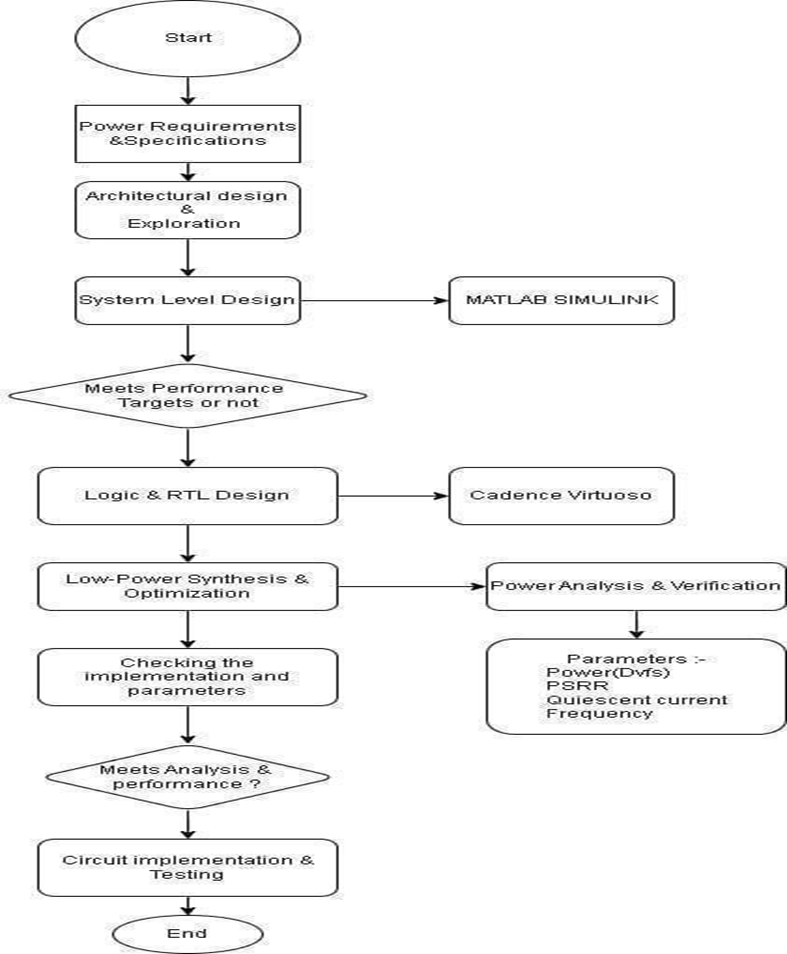 Start
Power Requirements
&Specifications
Architectural design
&
Exploration
System Level Design
MATLAB SIMULINK
Meets Performance
Targets or not
Logic & RTL Design
Cadence Virtuoso
Low-Power Synthesis &
Optimization
Power Analysis & Verification
Checking the
implementation and
parameters
Parameters :-
Power(Dvfs)
PSRR
Quiescent current
Frequency
Meets Analysis &
performance ?
Circuit implementation &
Testing
End